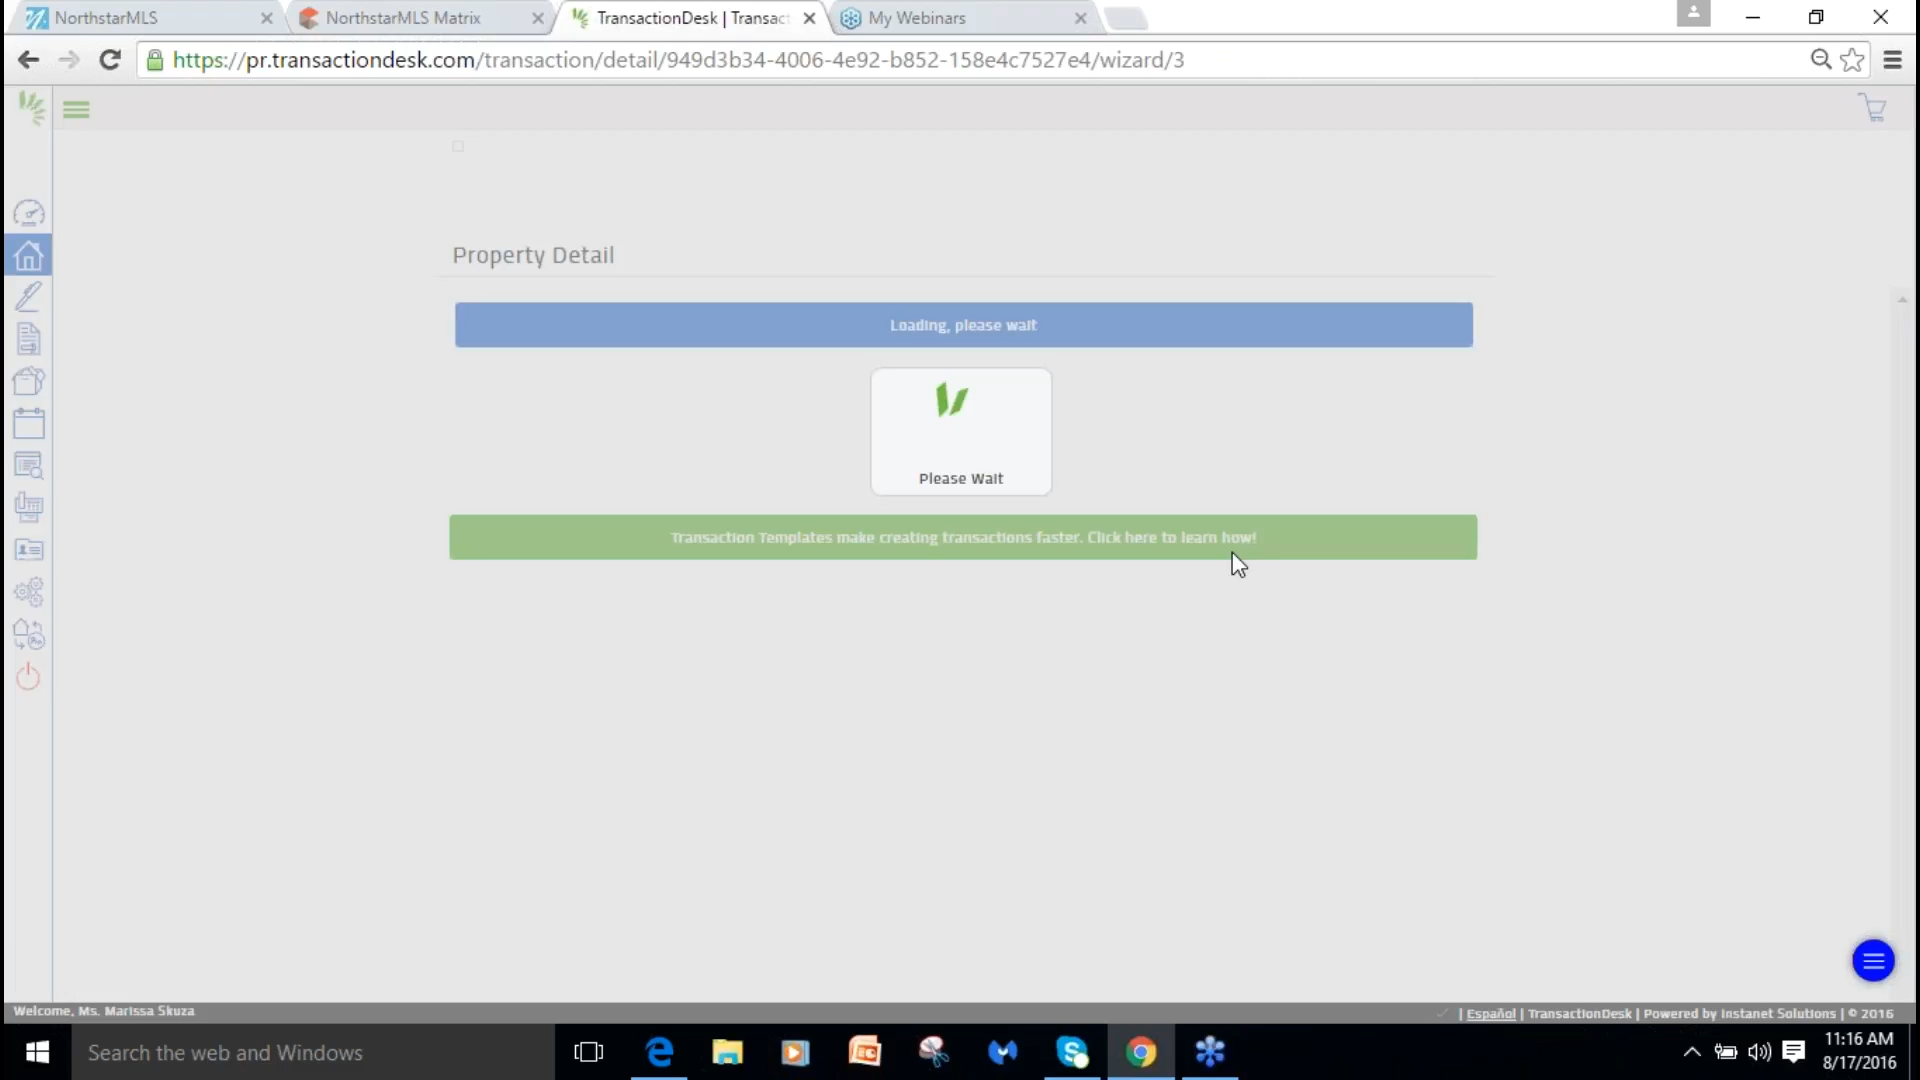 NorthstarMLS
NorthstarMLS Matrix
TransactionDesk | Transact
My Webinars
https://pr.transactiondesk.com/transaction/detail/949d3b34-4006-4e92-b852-158e4c7527e4/wizard/3
Property Detail
Loading, please wait
Please Wait
Transaction Templates make creating transactions faster. Click here to learn how!
Welcome, Ms. Marissa Skuza
| Español | TransactionDesk | Powered by Instanet Solutions | © 2016
Search the web and Windows
11:16 AM
8/17/2016